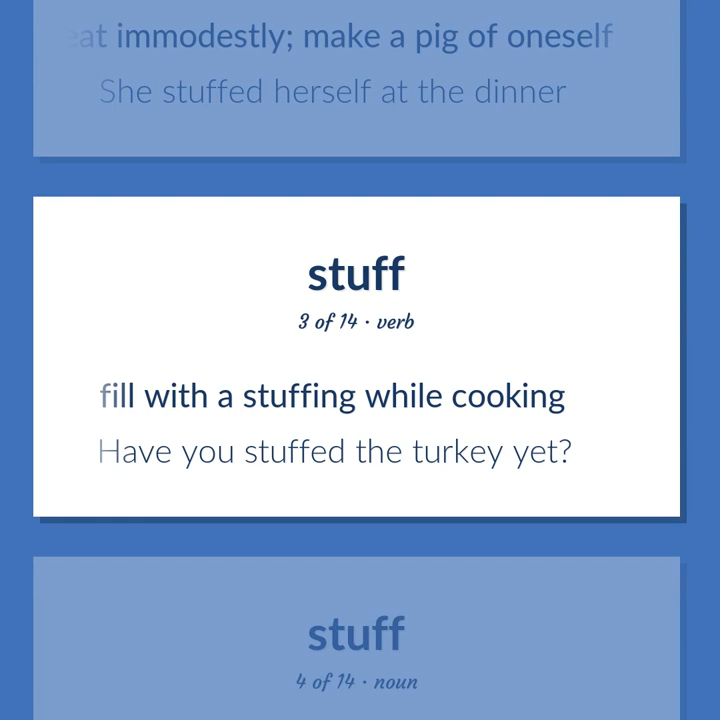 eat immodestly; make a pig of oneself
She stuffed herself at the dinner
stuff
3 of 14 · verb
fill with a stuffing while cooking
Have you stuffed the turkey yet?
stuff
4 of 14 · noun